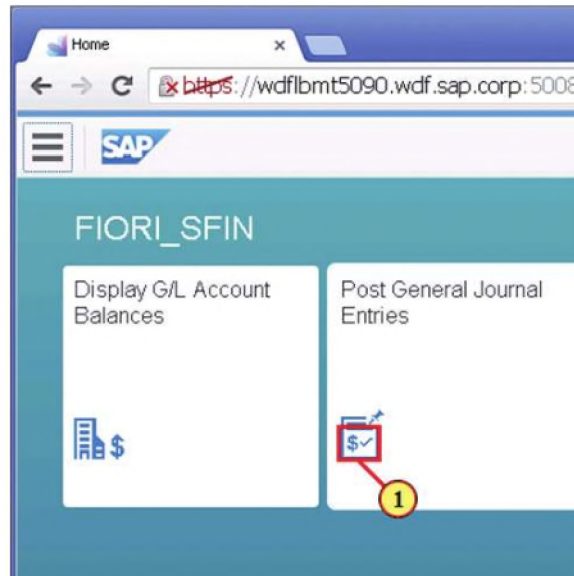 Home
https://wdflbmt5090.wdf.sap.corp:5008
SAP
FIORI_SFIN
Display G/L Account
Balances
Post General Journal
Entries
$
$
1